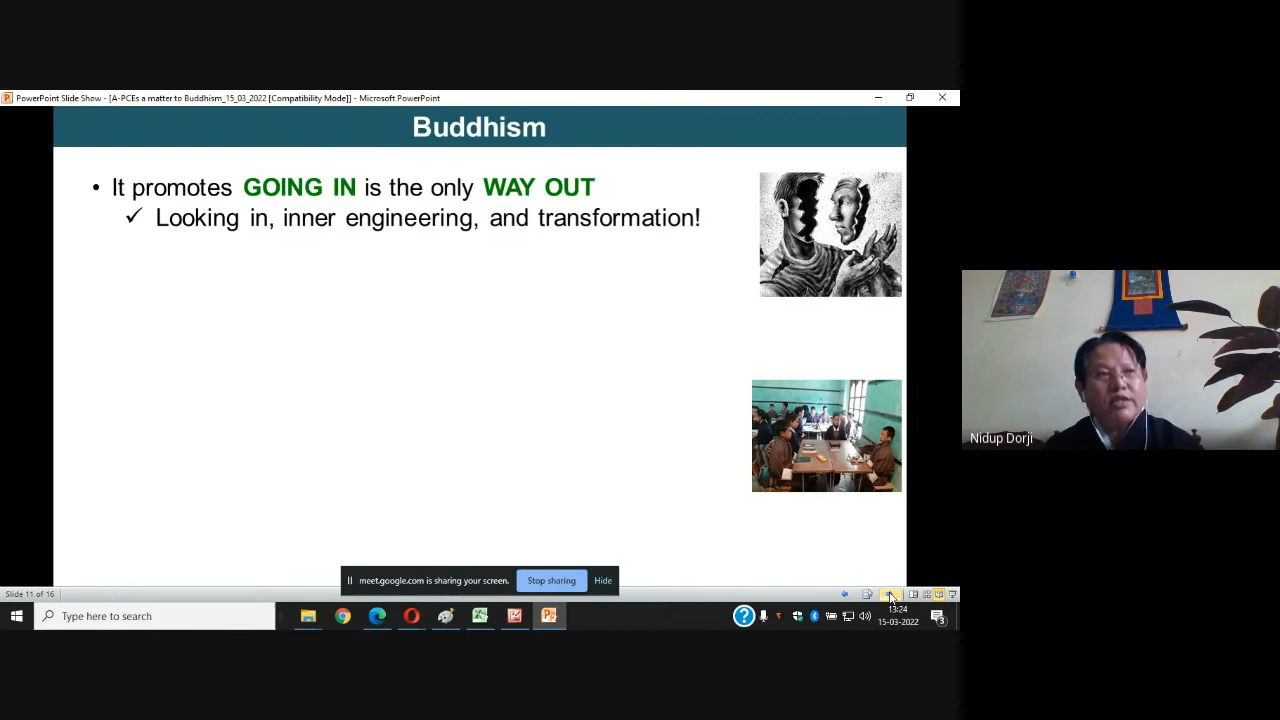 PowerPoint Slide Show - [A-PCEs a matter to Buddhism_15_03_2022 [Compatibility Mode]] - Microsoft PowerPoint
Buddhism
• It promotes GOING IN is the only WAY OUT
✓ Looking in, inner engineering, and transformation!
Nidup Dorji
meet.google.com is sharing your screen.
Stop sharing
Hide
Slide 11 of 16
Type here to search
13:24
15-03-2022
3